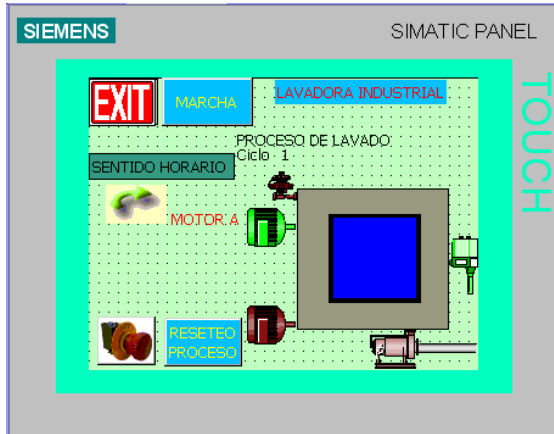 SIEMENS
SIMATIC PANEL
TOUCH
EXIT
MARCHA
LAVADORA INDUSTRIAL
PROCESO DE LAVADO
Ciclo 1
SENTIDO HORARIO
MOTOR A
RESETEO
PROCESO